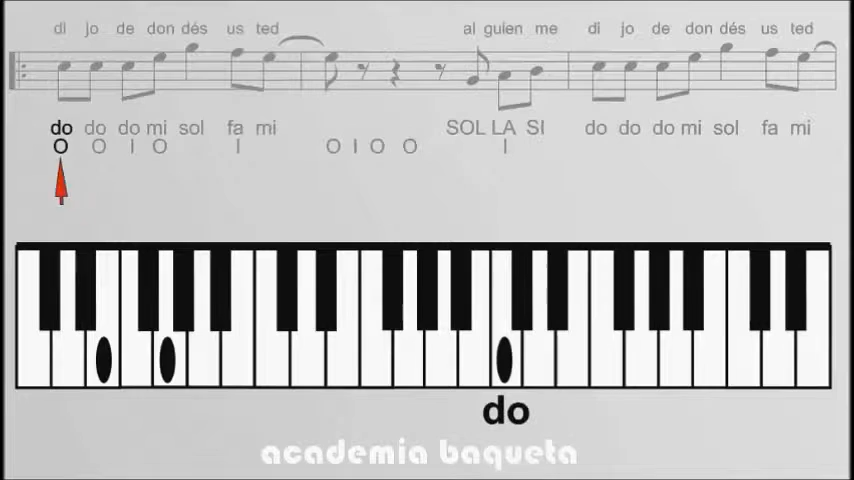 di jo de don dés us ted al guien me di jo de don dés us ted
do do do mi sol fa mi SOL LA SI do do do mi sol fa mi
O O I O I O I O O I
do
academia baqueta